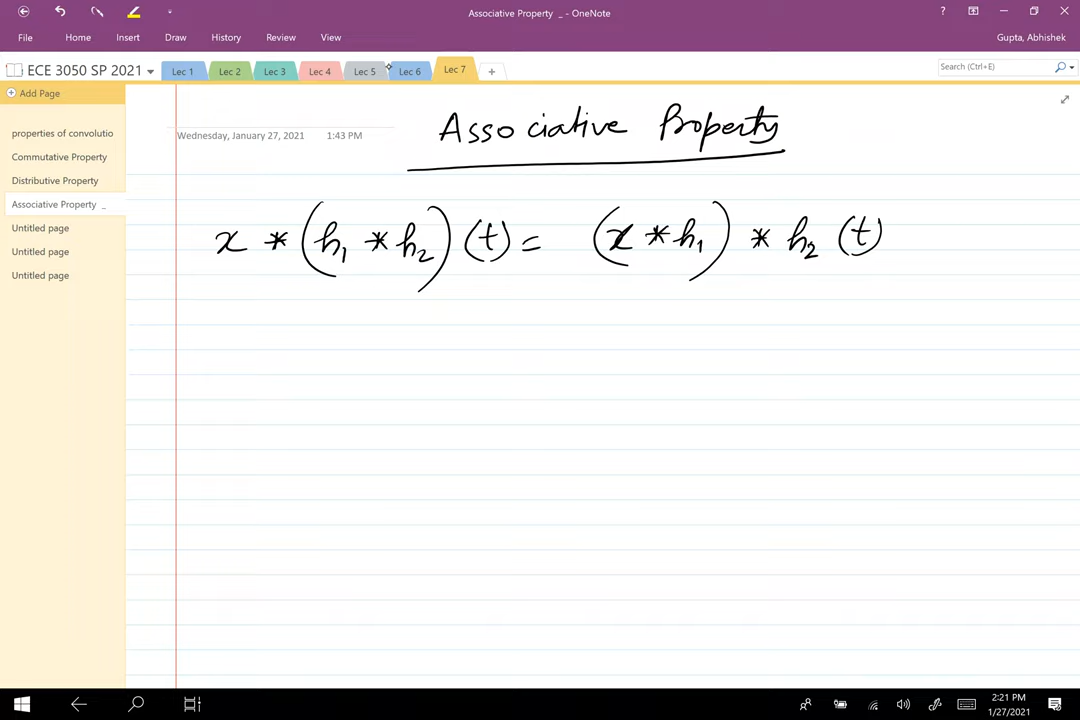 Associative Property _ - OneNote
File Home Insert Draw History Review View
Gupta, Abhishek
ECE 3050 SP 2021
Lec 1 Lec 2 Lec 3 Lec 4 Lec 5 Lec 6 Lec 7
Search (Ctrl+E)
Add Page
properties of convolutio
Commutative Property
Distributive Property
Associative Property _
Untitled page
Untitled page
Untitled page
Wednesday, January 27, 2021 1:43 PM
Associative Property
x * (h₁ * h₂) (t) = (x * h₁) * h₂ (t)
2:21 PM
1/27/2021